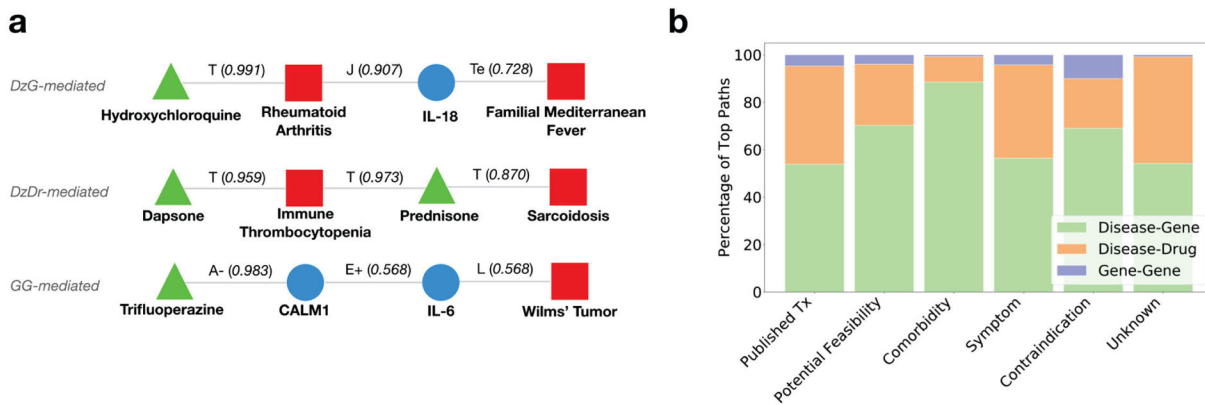 a
DzG-mediated
T (0.991)
J (0.907)
Te (0.728)
Hydroxychloroquine
Rheumatoid
Arthritis
IL-18
Familial Mediterranean
Fever
DzDr-mediated
T (0.959)
T (0.973)
T (0.870)
Dapsone
Immune
Thrombocytopenia
Prednisone
Sarcoidosis
GG-mediated
A- (0.983)
E+ (0.568)
L (0.568)
Trifluoperazine
CALM1
IL-6
Wilms' Tumor
b
Percentage of Top Paths
100
80
60
40
20
0
Disease-Gene
Disease-Drug
Gene-Gene
Published Tx
Potential Feasibility
Comorbidity
Symptom
Contraindication
Unknown